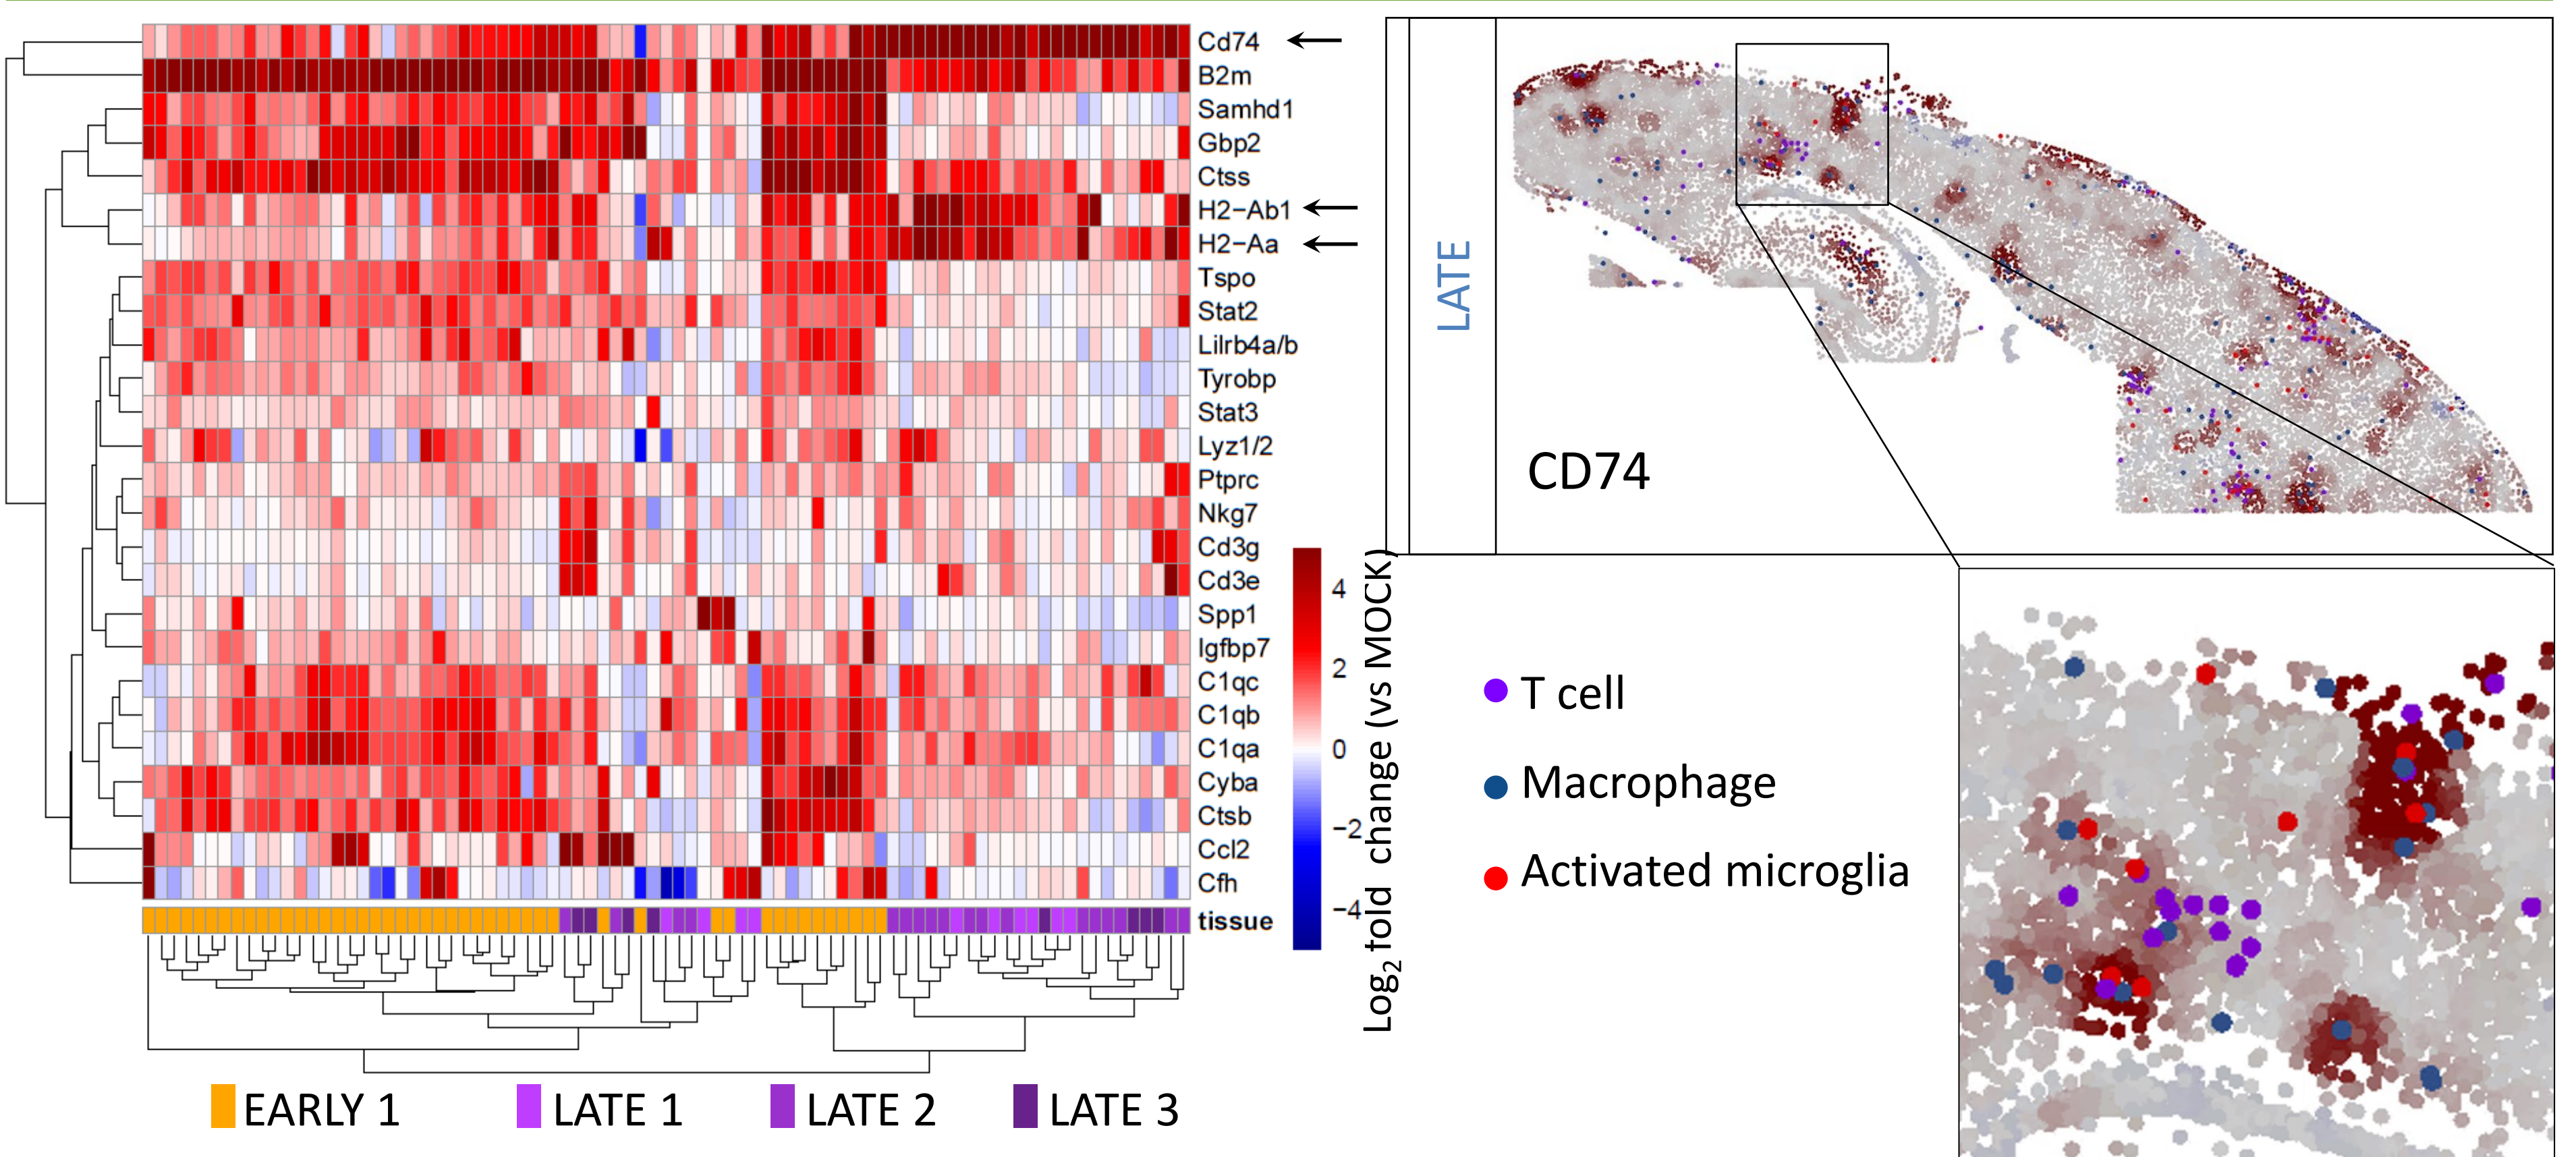 Cd74
B2m
Samhd1
Gbp2
Ctss
H2−Ab1
H2−Aa
Tspo
Stat2
Lilrb4a/b
Tyrobp
Stat3
Lyz1/2
Ptprc
Nkg7
Cd3g
Cd3e
Spp1
Igfbp7
C1qc
C1qb
C1qa
Cyba
Ctsb
Ccl2
Cfh
tissue
4
2
0
−2
−4
Log2 fold change (vs MOCK)
EARLY 1
LATE 1
LATE 2
LATE 3
LATE
CD74
T cell
Macrophage
Activated microglia